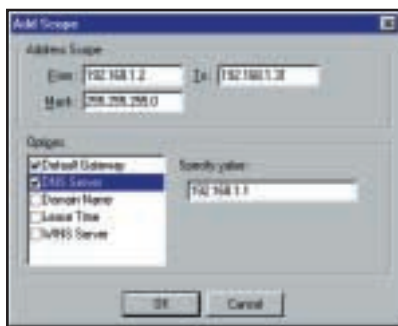 Add Scope
Address Scope
From: 192.168.1.2 To: 192.168.1.31
Mask: 255.255.255.0
Options
Default Gateway
DNS Server
Domain Name
Lease Time
WINS Server
Specify value:
192.168.1.1
OK Cancel